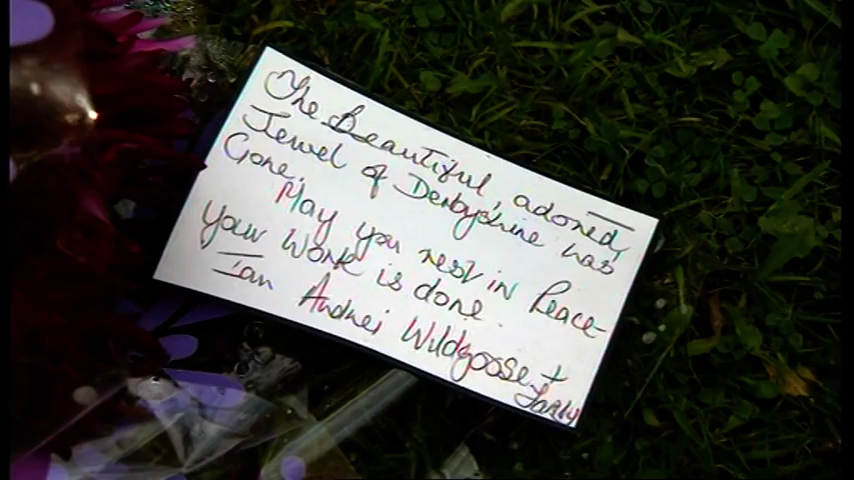 The Beautiful, adored,
Jewel of Derbyshire has
Gone.
May you rest in Peace
your work is done.
Ian Andrei Wildgoose +